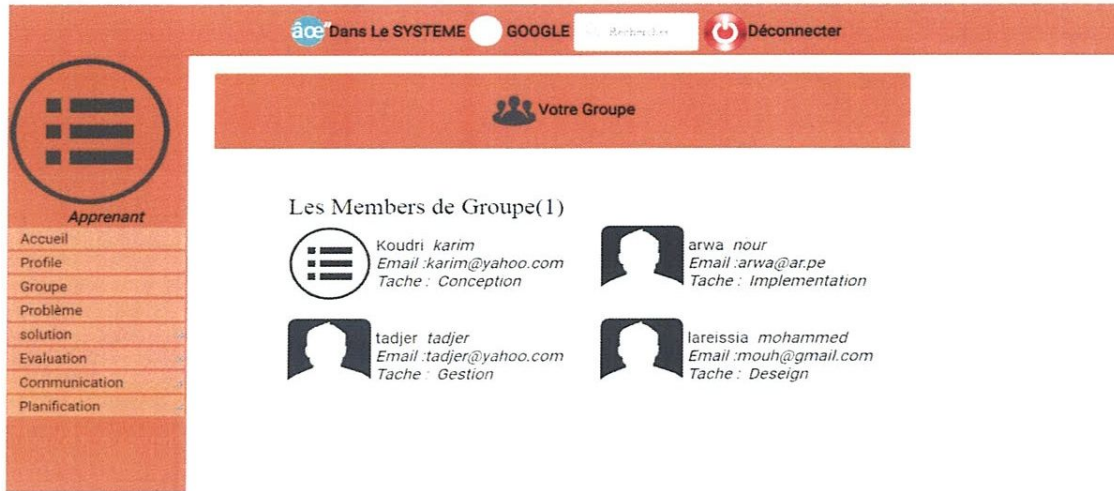 âœ" Dans Le SYSTEME GOOGLE Rechercher Déconnecter
Votre Groupe
Apprenant
Accueil
Profile
Groupe
Problème
solution
Evaluation
Communication
Planification
Les Members de Groupe(1)
Koudri karim
Email :karim@yahoo.com
Tache : Conception
arwa nour
Email :arwa@ar.pe
Tache : Implementation
tadjer tadjer
Email :tadjer@yahoo.com
Tache : Gestion
lareissia mohammed
Email :mouh@gmail.com
Tache : Deseign